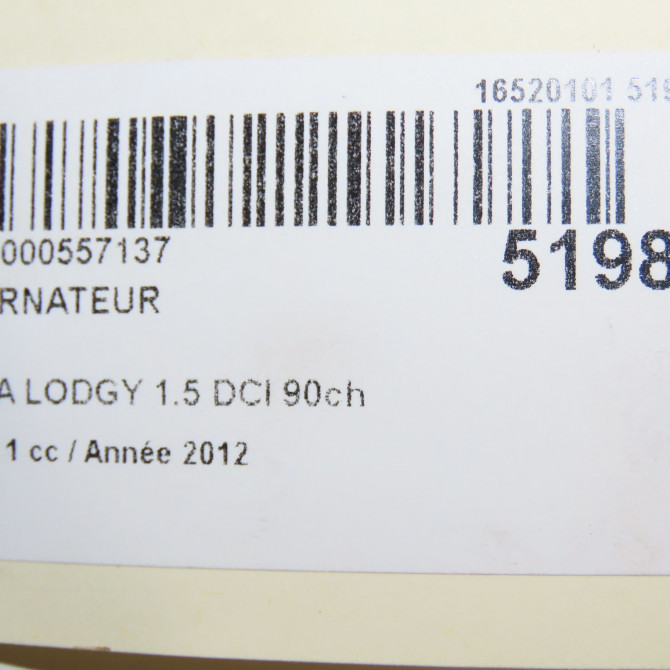 16520101 519
000557137
5198
RNATEUR
A LODGY 1.5 DCI 90ch
1 cc / Année 2012